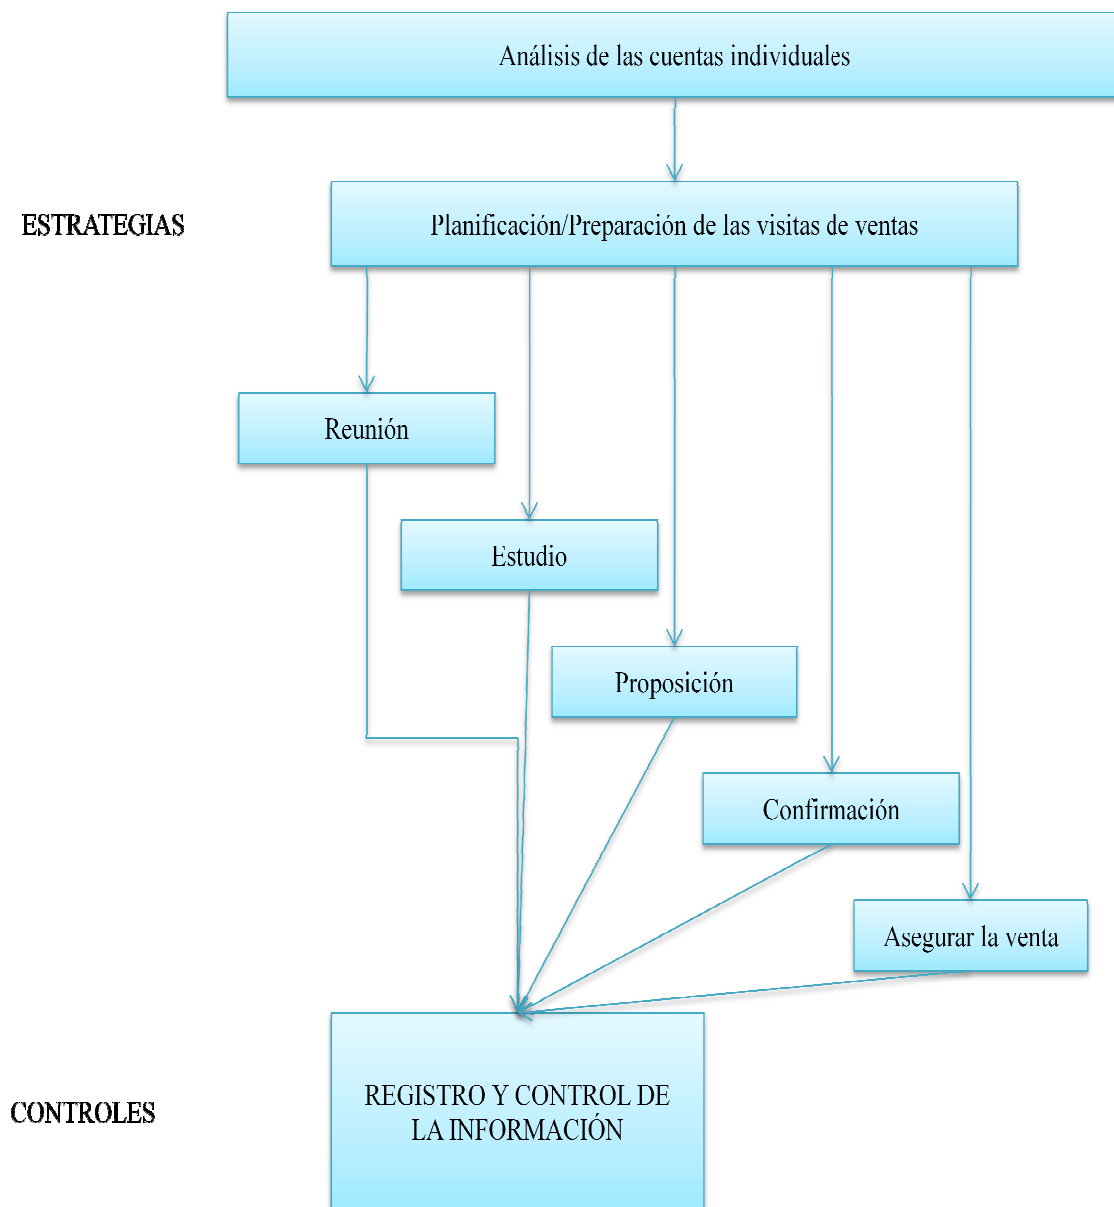 Análisis de las cuentas individuales
ESTRATEGIAS
Planificación/Preparación de las visitas de ventas
Reunión
Estudio
Proposición
Confirmación
Asegurar la venta
CONTROLES
REGISTRO Y CONTROL DE
LA INFORMACIÓN